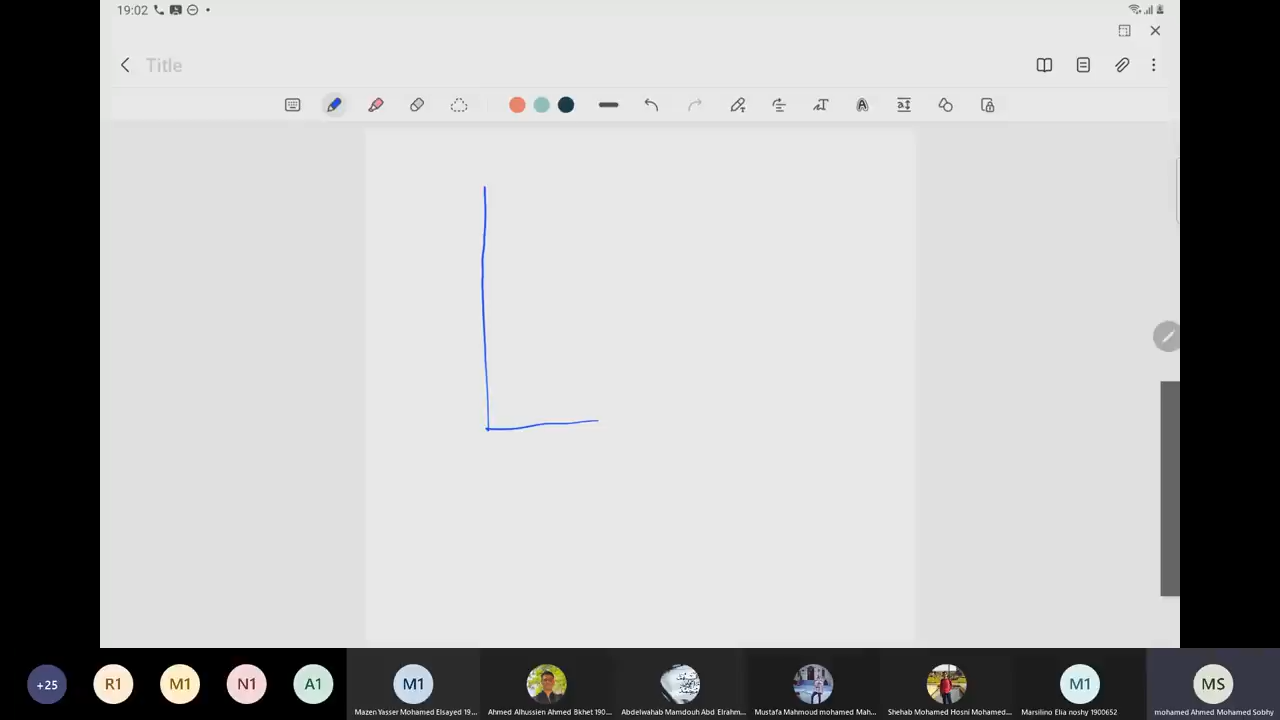 19:02
Title
+25
R1
M1
N1
A1
M1
Mazen Yasser Mohamed Elsayed 19...
Ahmed Alhussien Ahmed Bkhet 190...
Abdelwahab Mamdouh Abd Elrahm...
Mustafa Mahmoud mohamed Mah...
Shehab Mohamed Hosni Mohamed...
M1
Marsilino Elia noshy 1900652
MS
mohamed Ahmed Mohamed Sobhy